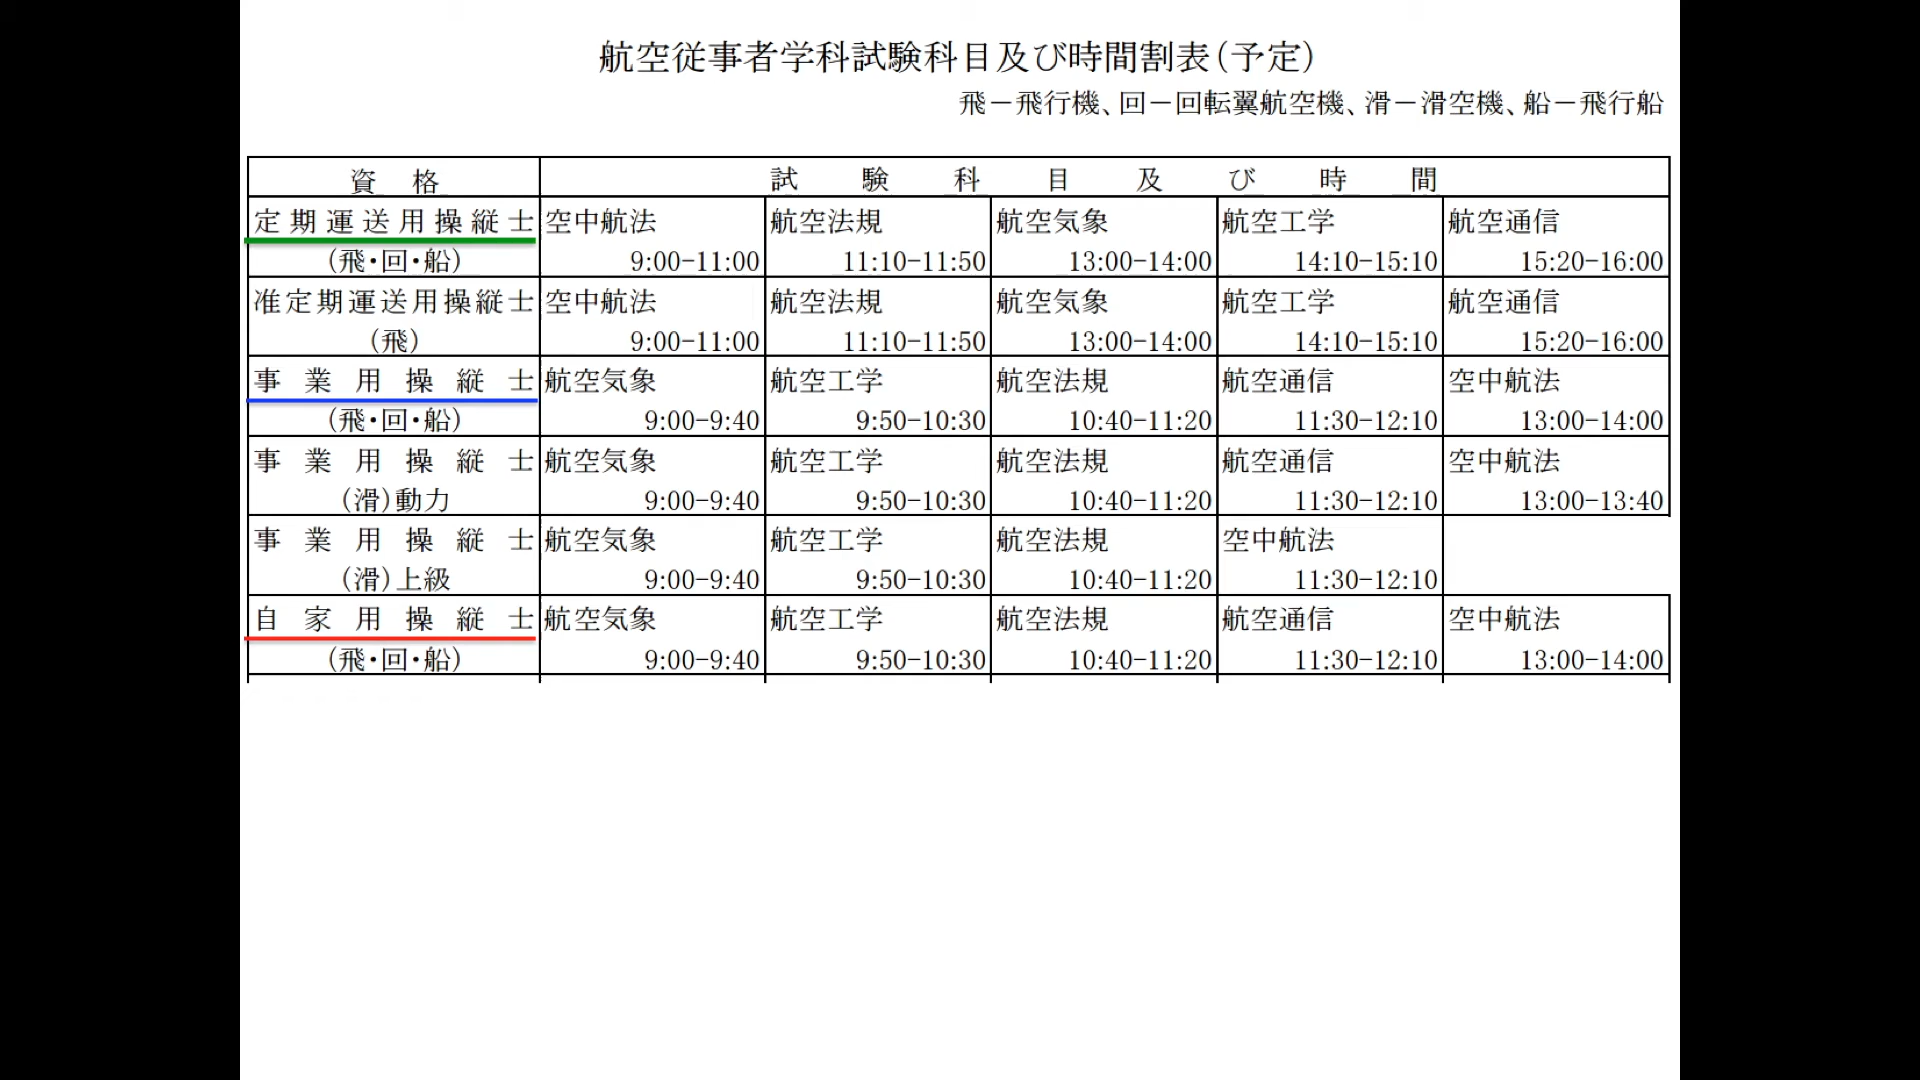 航空従事者学科試験科目及び時間割表(予定)
飛－飛行機、回－回転翼航空機、滑－滑空機、船－飛行船
資 格 試 験 科 目 及 び 時 間
定期運送用操縦士 空中航法 航空法規 航空気象 航空工学 航空通信
(飛・回・船) 9:00-11:00 11:10-11:50 13:00-14:00 14:10-15:10 15:20-16:00
准定期運送用操縦士 空中航法 航空法規 航空気象 航空工学 航空通信
(飛) 9:00-11:00 11:10-11:50 13:00-14:00 14:10-15:10 15:20-16:00
事業用操縦士 航空気象 航空工学 航空法規 航空通信 空中航法
(飛・回・船) 9:00-9:40 9:50-10:30 10:40-11:20 11:30-12:10 13:00-14:00
事業用操縦士 航空気象 航空工学 航空法規 航空通信 空中航法
(滑)動力 9:00-9:40 9:50-10:30 10:40-11:20 11:30-12:10 13:00-13:40
事業用操縦士 航空気象 航空工学 航空法規 空中航法
(滑)上級 9:00-9:40 9:50-10:30 10:40-11:20 11:30-12:10
自家用操縦士 航空気象 航空工学 航空法規 航空通信 空中航法
(飛・回・船) 9:00-9:40 9:50-10:30 10:40-11:20 11:30-12:10 13:00-14:00